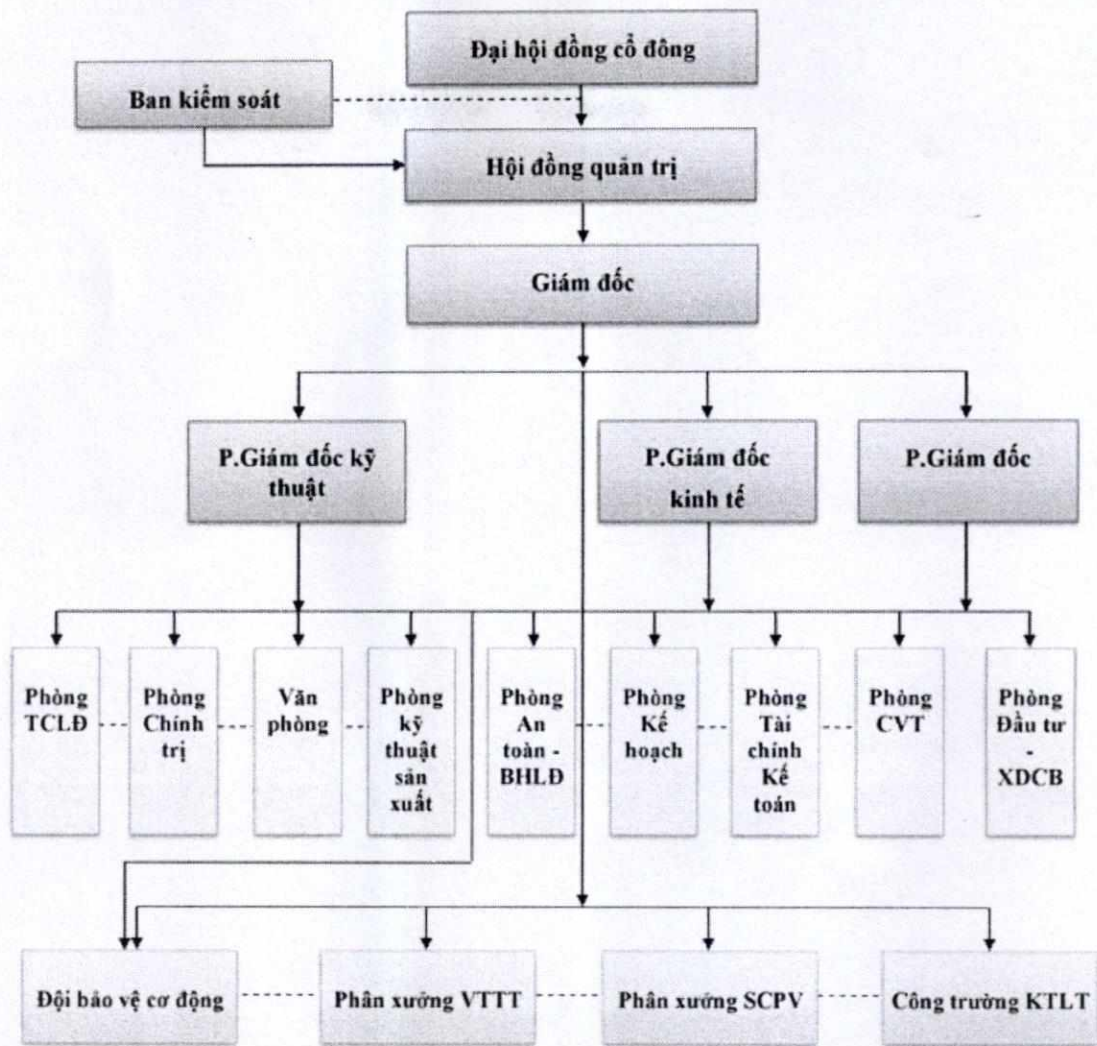 Đại hội đồng cổ đông
Ban kiểm soát
Hội đồng quản trị
Giám đốc
P.Giám đốc kỹ
thuật
P.Giám đốc
kinh tế
P.Giám đốc
Phòng
TCLĐ
Phòng
Chính
trị
Văn
phòng
Phòng
kỹ
thuật
sản
xuất
Phòng
An
toàn -
BHLĐ
Phòng
Kế
hoạch
Phòng
Tài
chính
Kế
toán
Phòng
CVT
Phòng
Đầu tư
-
XDCB
Đội bảo vệ cơ động
Phân xưởng VTTT
Phân xưởng SCPV
Công trường KTLT